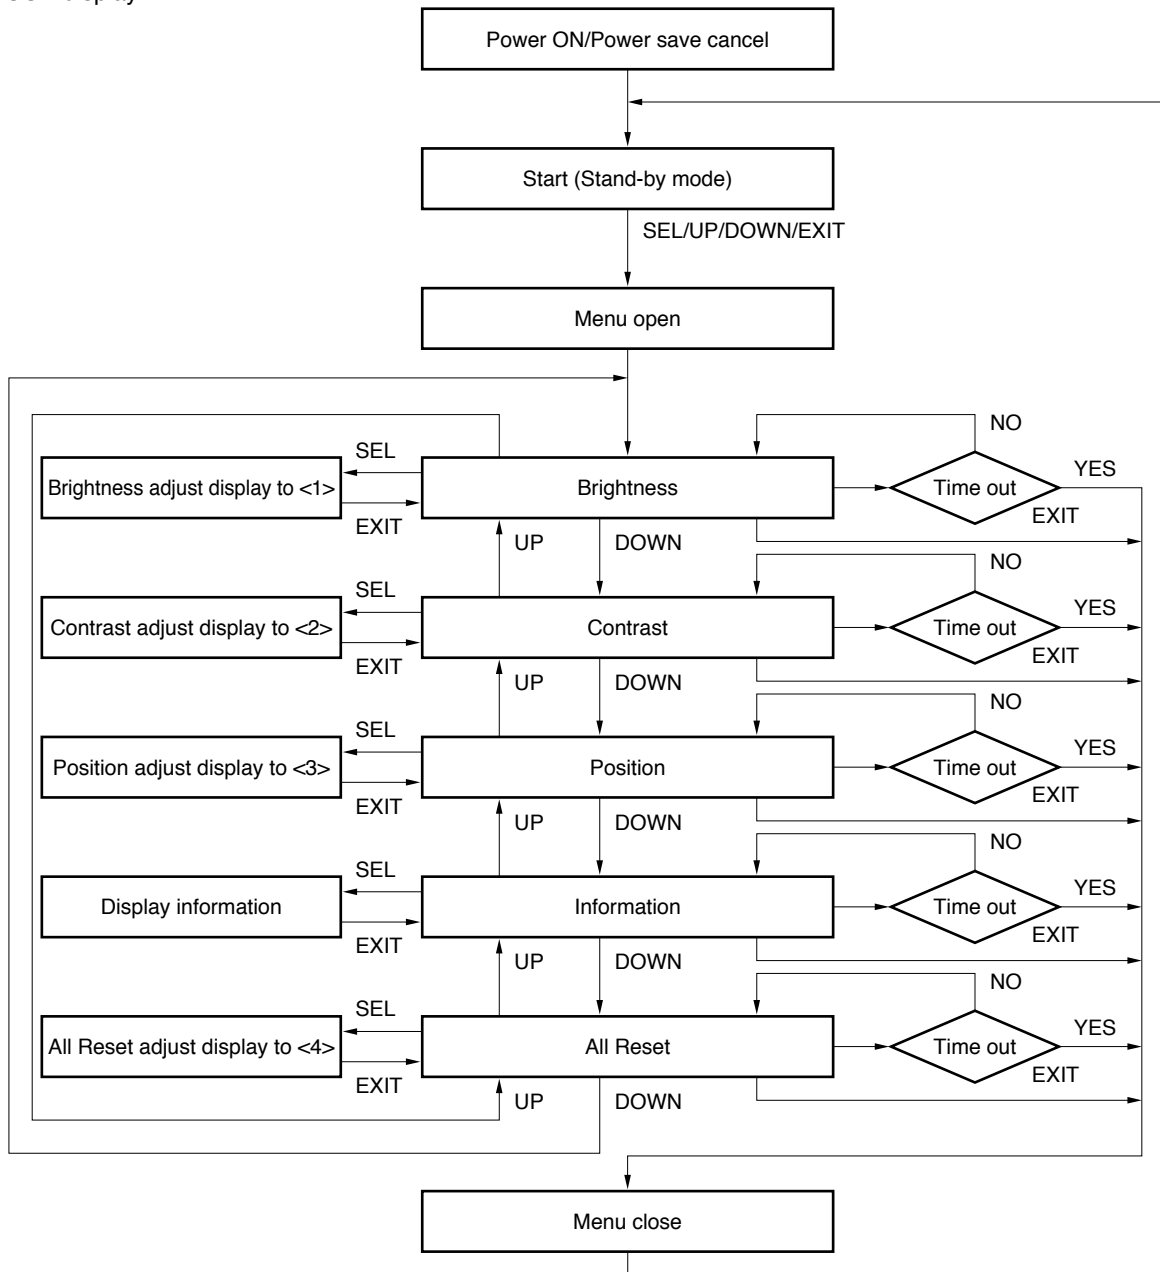 Power ON/Power save cancel
Start (Stand-by mode)
SEL/UP/DOWN/EXIT
Menu open
NO
SEL
YES
Brightness adjust display to <1>
Brightness
Time out
EXIT
EXIT
UP
DOWN
NO
SEL
YES
Contrast adjust display to <2>
Contrast
Time out
EXIT
EXIT
UP
DOWN
NO
SEL
YES
Position adjust display to <3>
Position
Time out
EXIT
EXIT
UP
DOWN
NO
SEL
YES
Display information
Information
Time out
EXIT
EXIT
UP
DOWN
NO
SEL
YES
All Reset adjust display to <4>
All Reset
Time out
EXIT
EXIT
UP
DOWN
Menu close